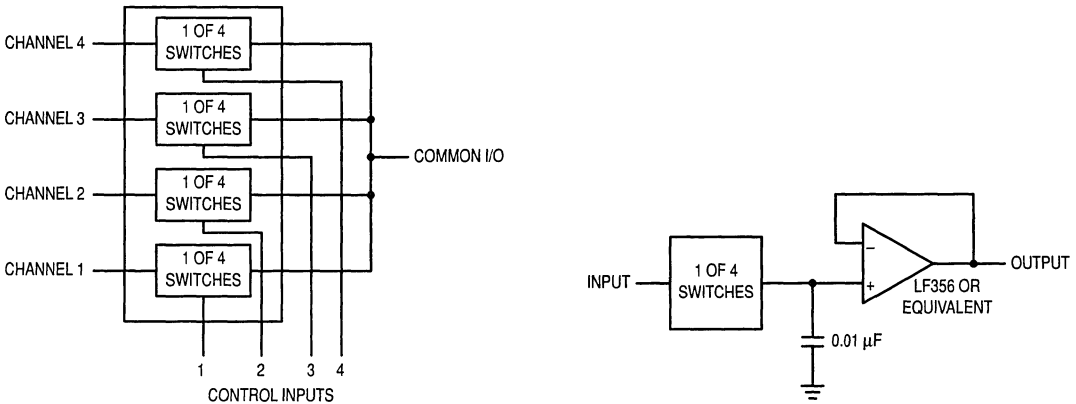 CHANNEL 4
1 OF 4
SWITCHES
CHANNEL 3
1 OF 4
SWITCHES
COMMON I/O
CHANNEL 2
1 OF 4
SWITCHES
CHANNEL 1
1 OF 4
SWITCHES
1 2 3 4
CONTROL INPUTS
INPUT
1 OF 4
SWITCHES
–
+
OUTPUT
LF356 OR
EQUIVALENT
0.01 µF